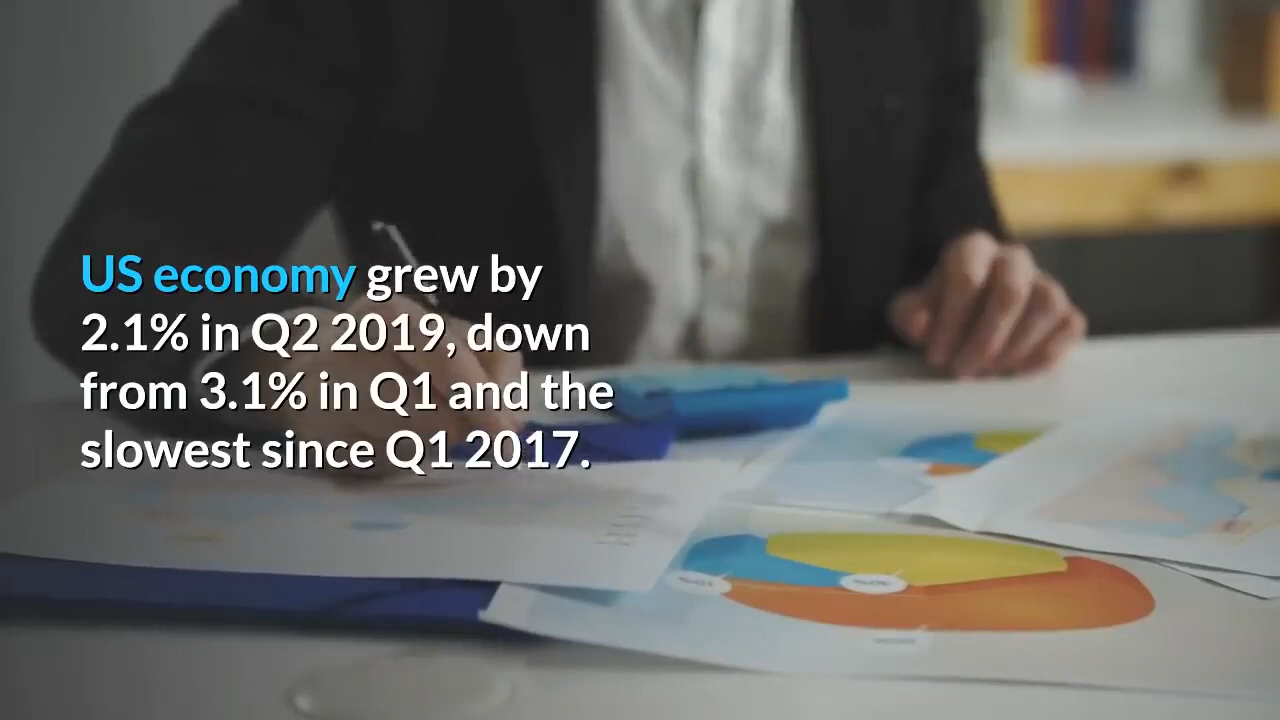 US economy grew by
2.1% in Q2 2019, down
from 3.1% in Q1 and the
slowest since Q1 2017.